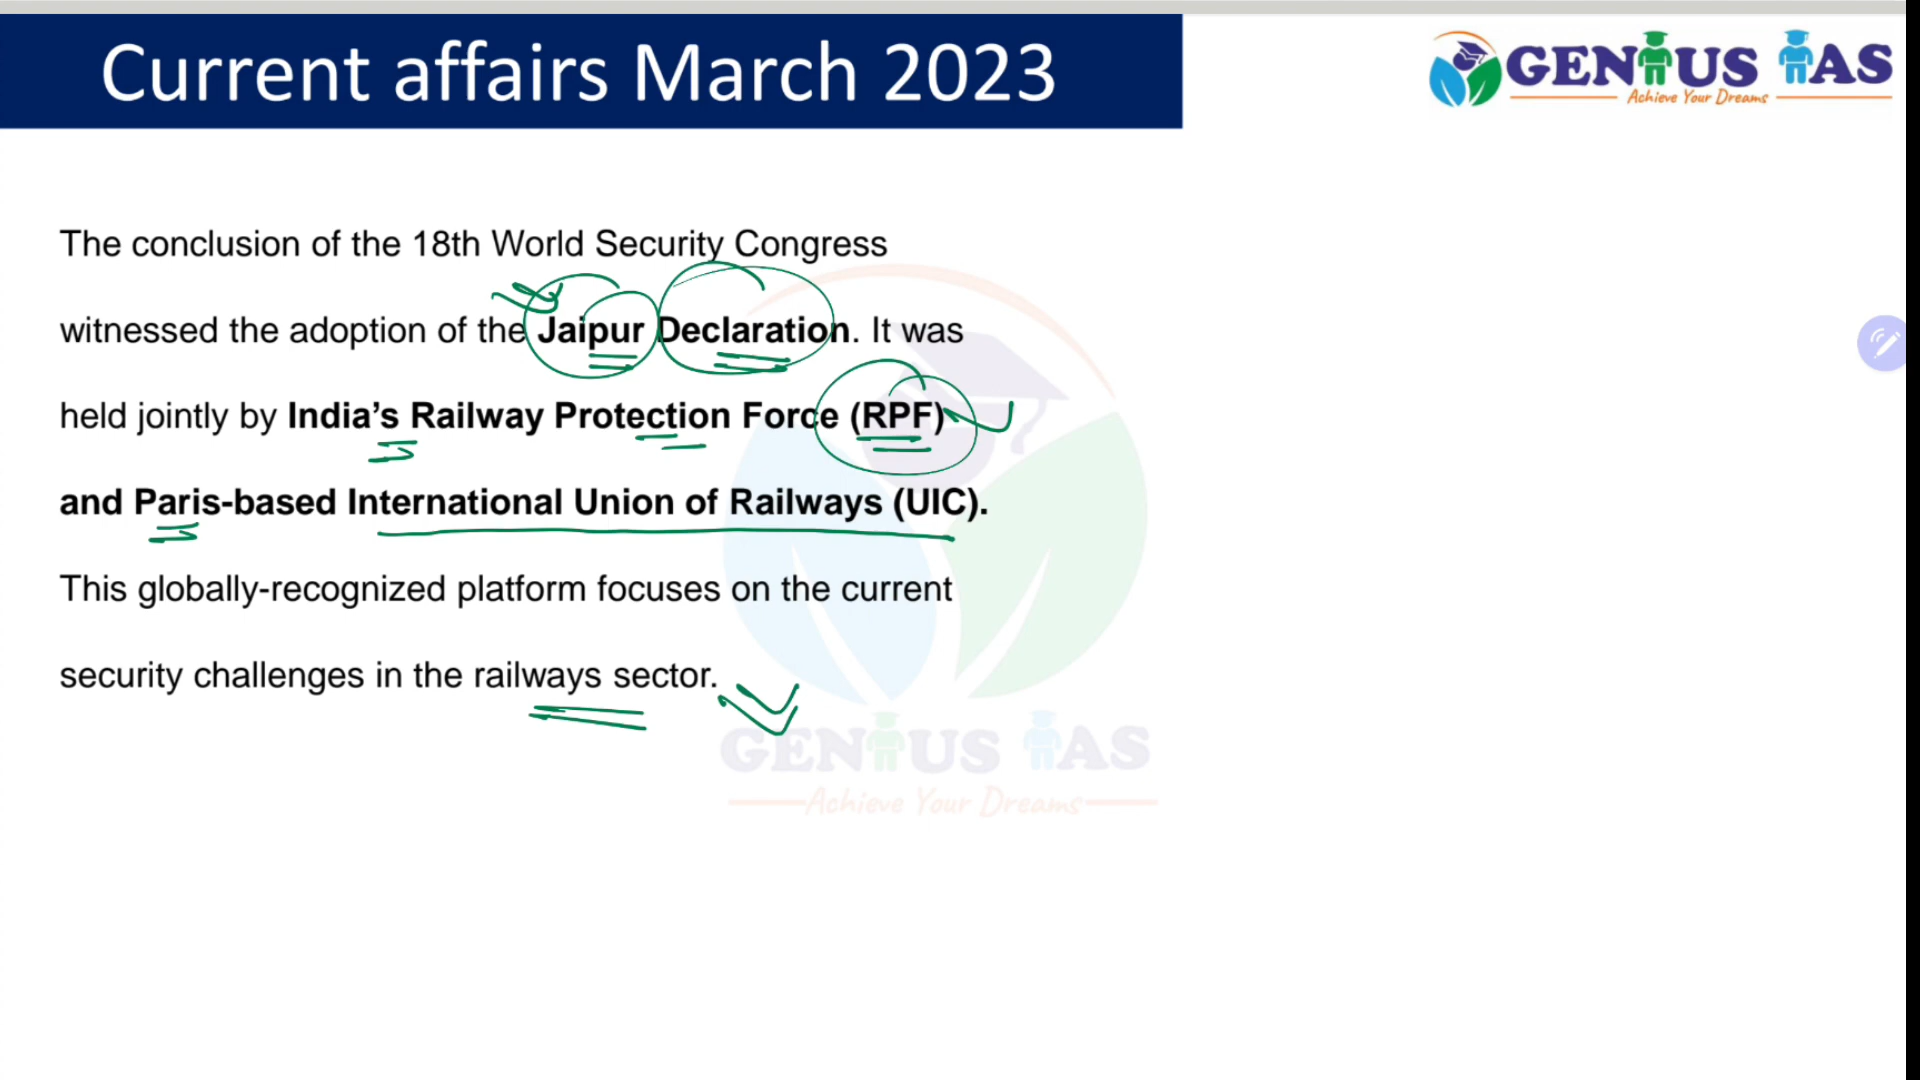 Current affairs March 2023
GENIUS IAS
Achieve Your Dreams
The conclusion of the 18th World Security Congress
witnessed the adoption of the Jaipur Declaration. It was
held jointly by India’s Railway Protection Force (RPF)
and Paris-based International Union of Railways (UIC).
This globally-recognized platform focuses on the current
security challenges in the railways sector.
GENIUS IAS
Achieve Your Dreams